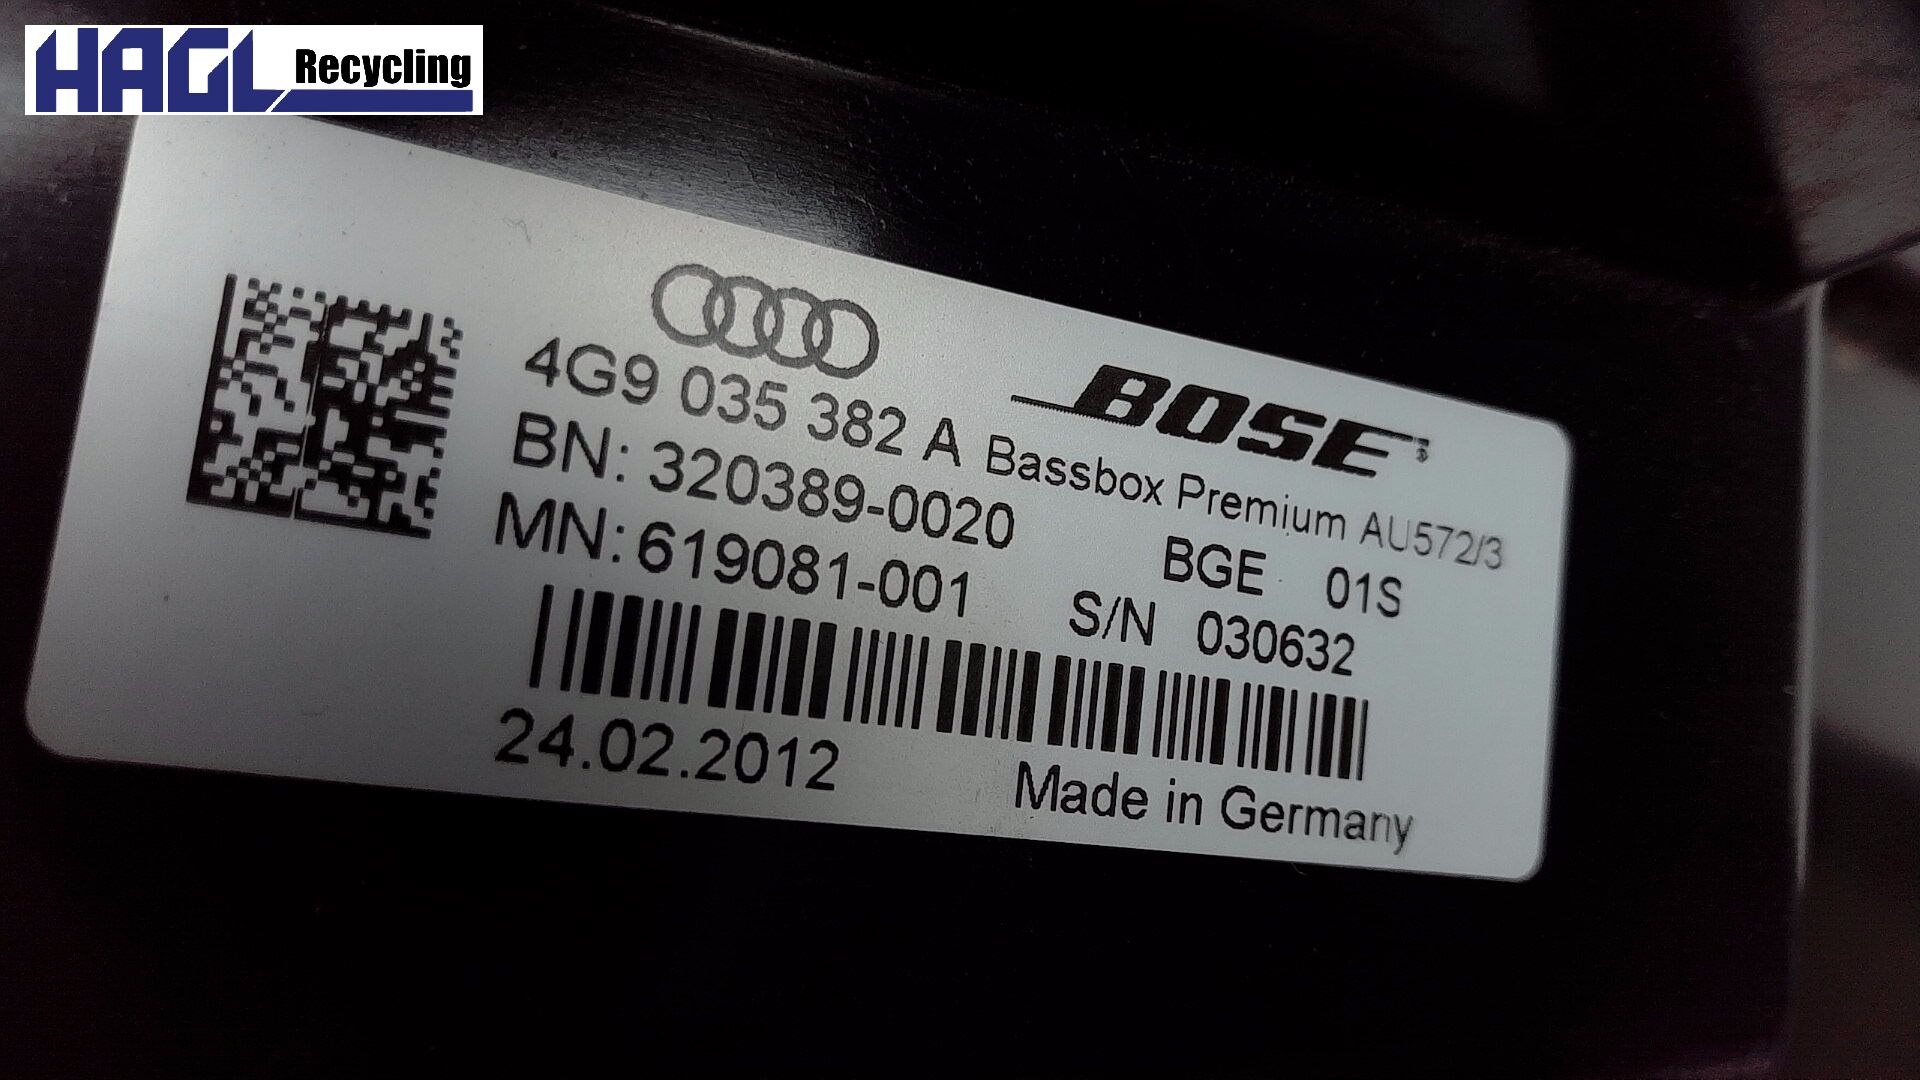 HAGL Recycling
4G9 035 382 A
BOSE
BN: 320389-0020
Bassbox Premium AU572/3
MN: 619081-001
BGE 01S
S/N 030632
24.02.2012
Made in Germany